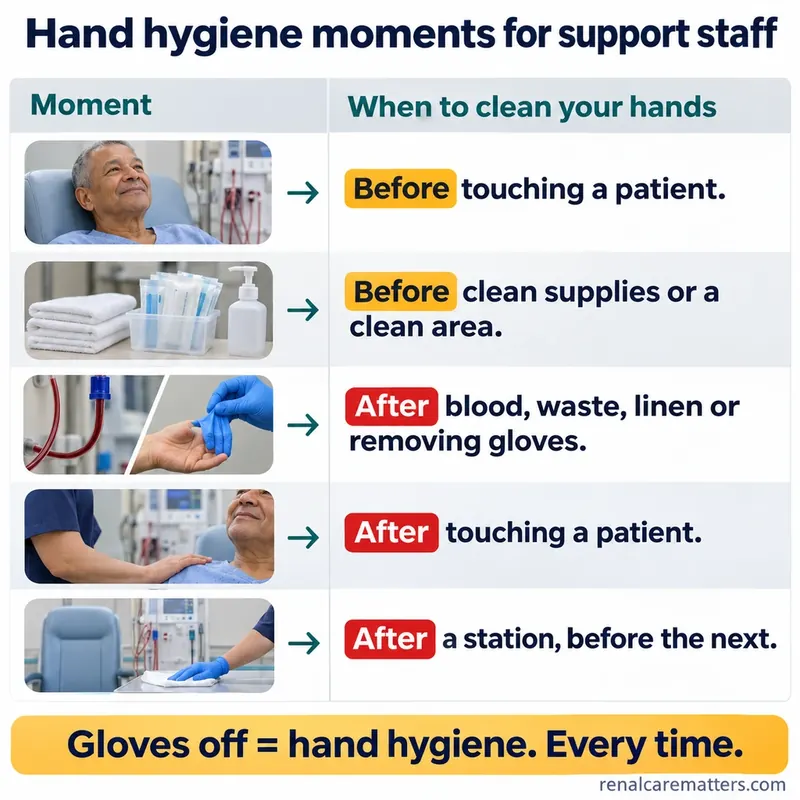 Hand hygiene moments for support staff
Moment
When to clean your hands
Before touching a patient.
Before clean supplies or a
clean area.
After blood, waste, linen or
removing gloves.
After touching a patient.
After a station, before the next.
Gloves off = hand hygiene. Every time.
renalcarematters.com